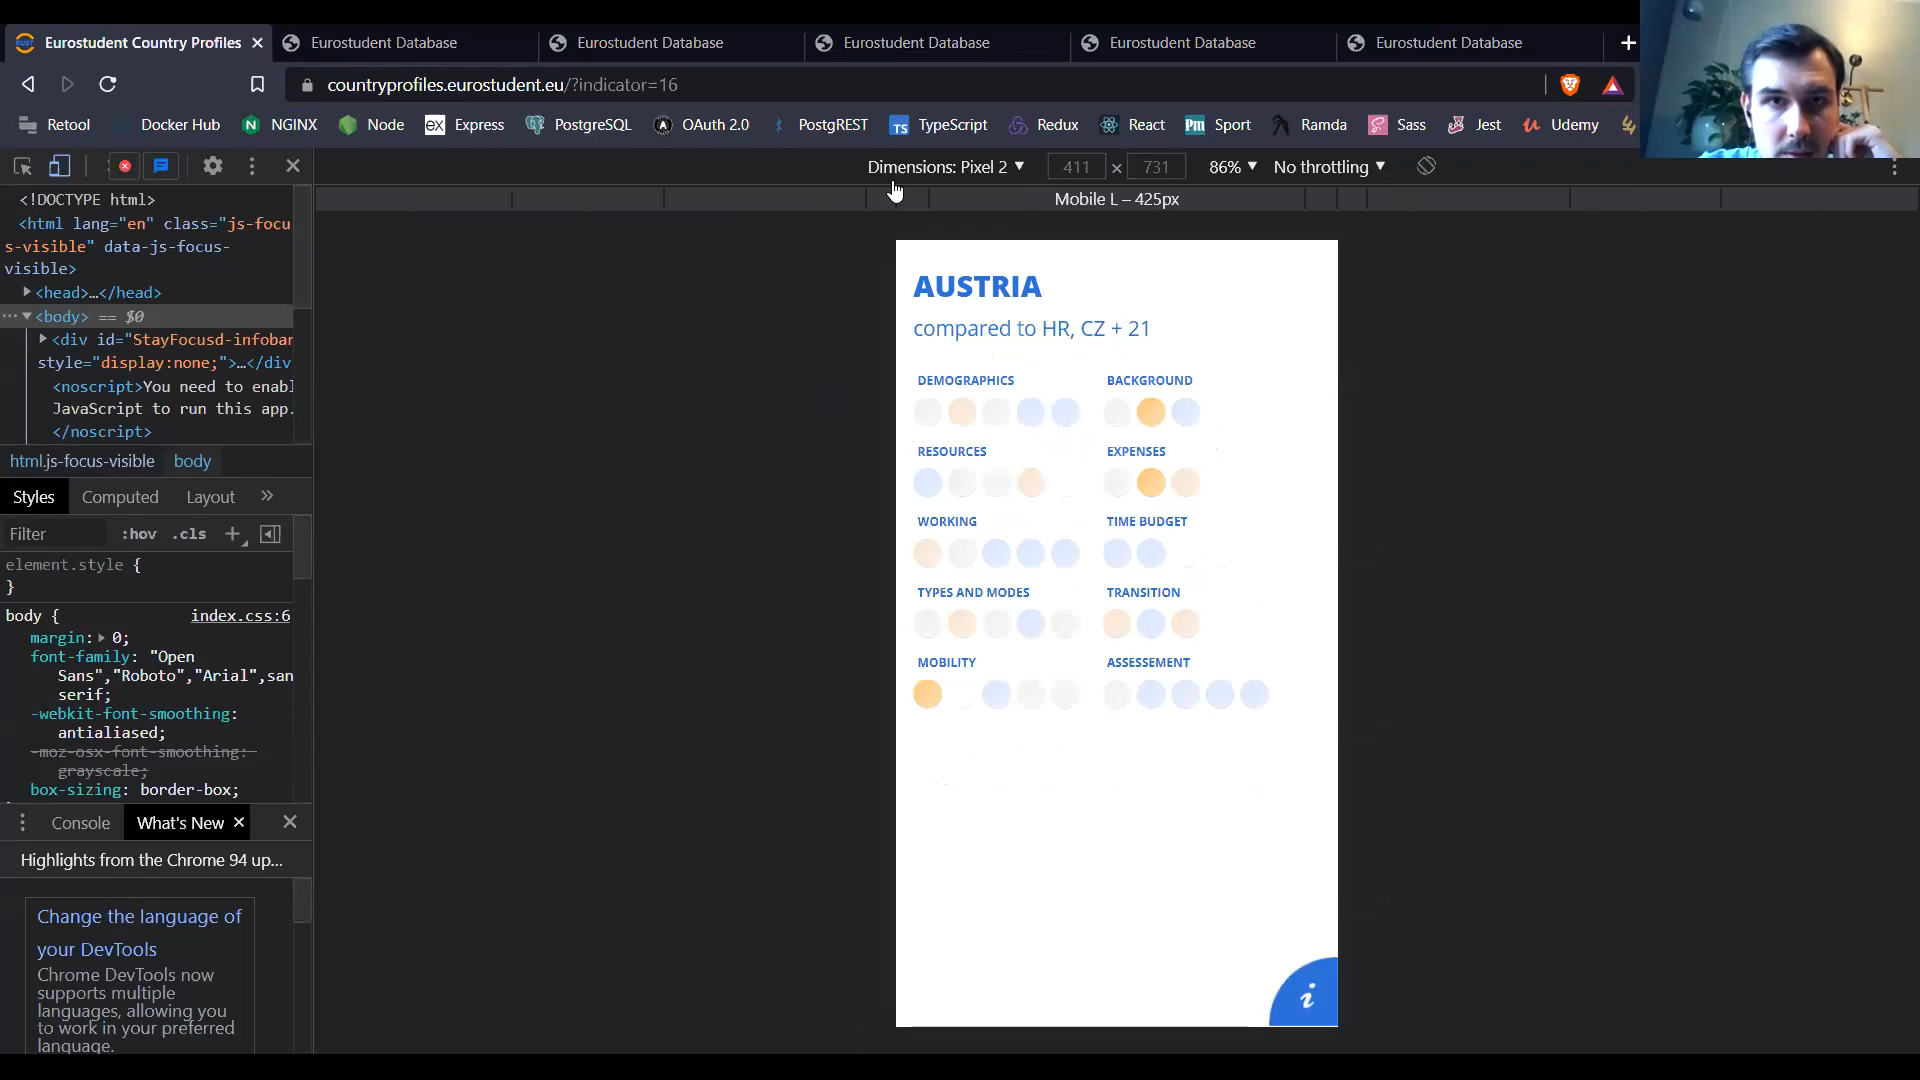 Eurostudent Country Profiles
Eurostudent Database
Eurostudent Database
Eurostudent Database
Eurostudent Database
Eurostudent Database
countryprofiles.eurostudent.eu/?indicator=16
Retool
Docker Hub
NGINX
Node
ex Express
PostgreSQL
OAuth 2.0
PostgREST
TS TypeScript
Redux
React
Pm Sport
Ramda
Sass
Jest
Udemy
Dimensions: Pixel 2
411 × 731
86%
No throttling
Mobile L – 425px
<!DOCTYPE html>
<html lang="en" class="js-focu
s-visible" data-js-focus-
visible>
<head>…</head>
<body> == $0
<div id="StayFocusd-infobar
style="display:none;">…</div
<noscript>You need to enabl
JavaScript to run this app.
</noscript>
html.js-focus-visible body
Styles Computed Layout »
Filter :hov .cls +
element.style {
}
body { index.css:6
margin: 0;
font-family: "Open
Sans","Roboto","Arial",san
serif;
-webkit-font-smoothing:
antialiased;
-moz-osx-font-smoothing:
grayscale;
box-sizing: border-box;
Console What's New
Highlights from the Chrome 94 up...
Change the language of
your DevTools
Chrome DevTools now
supports multiple
languages, allowing you
to work in your preferred
language.
AUSTRIA
compared to HR, CZ + 21
DEMOGRAPHICS BACKGROUND
RESOURCES EXPENSES
WORKING TIME BUDGET
TYPES AND MODES TRANSITION
MOBILITY ASSESSEMENT
i